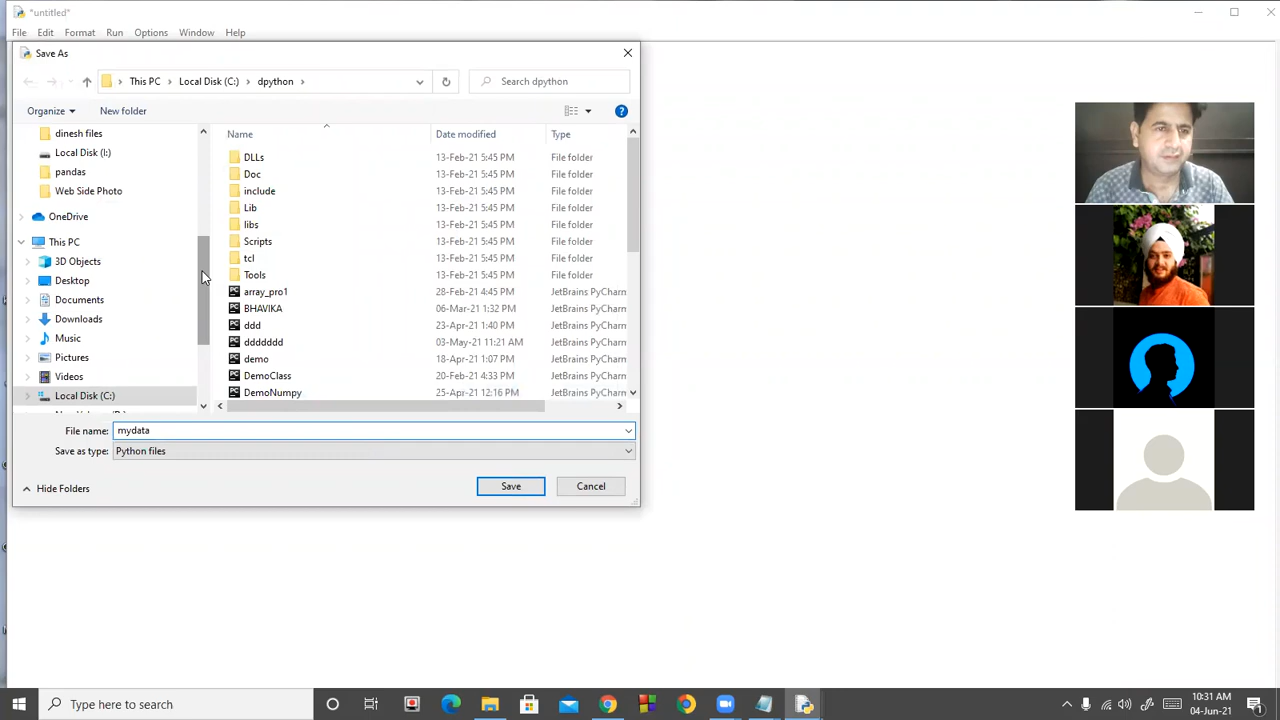 *untitled*
File Edit Format Run Options Window Help
Save As
This PC Local Disk (C:) dpython
Search dpython
Organize New folder
Name Date modified Type
dinesh files
Local Disk (I:)
pandas
Web Side Photo
OneDrive
This PC
3D Objects
Desktop
Documents
Downloads
Music
Pictures
Videos
Local Disk (C:)
DLLs 13-Feb-21 5:45 PM File folder
Doc 13-Feb-21 5:45 PM File folder
include 13-Feb-21 5:45 PM File folder
Lib 13-Feb-21 5:45 PM File folder
libs 13-Feb-21 5:45 PM File folder
Scripts 13-Feb-21 5:45 PM File folder
tcl 13-Feb-21 5:45 PM File folder
Tools 13-Feb-21 5:45 PM File folder
array_pro1 28-Feb-21 4:45 PM JetBrains PyCharm
BHAVIKA 06-Mar-21 1:32 PM JetBrains PyCharm
ddd 23-Apr-21 1:40 PM JetBrains PyCharm
ddddddd 03-May-21 11:21 AM JetBrains PyCharm
demo 18-Apr-21 1:07 PM JetBrains PyCharm
DemoClass 20-Feb-21 4:33 PM JetBrains PyCharm
DemoNumpy 25-Apr-21 12:16 PM JetBrains PyCharm
File name: mydata
Save as type: Python files
Hide Folders Save Cancel
Type here to search
10:31 AM
04-Jun-21
1